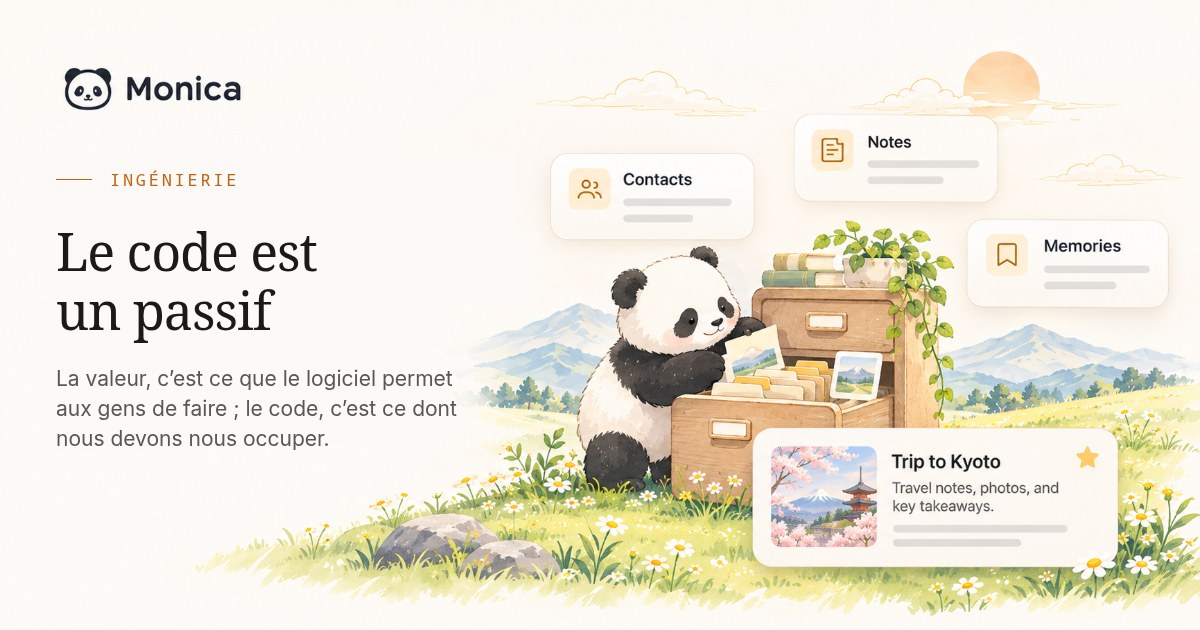 Monica
INGÉNIERIE
Le code est
un passif
La valeur, c’est ce que le logiciel permet
aux gens de faire ; le code, c’est ce dont
nous devons nous occuper.
Contacts
Notes
Memories
Trip to Kyoto
Travel notes, photos, and
key takeaways.